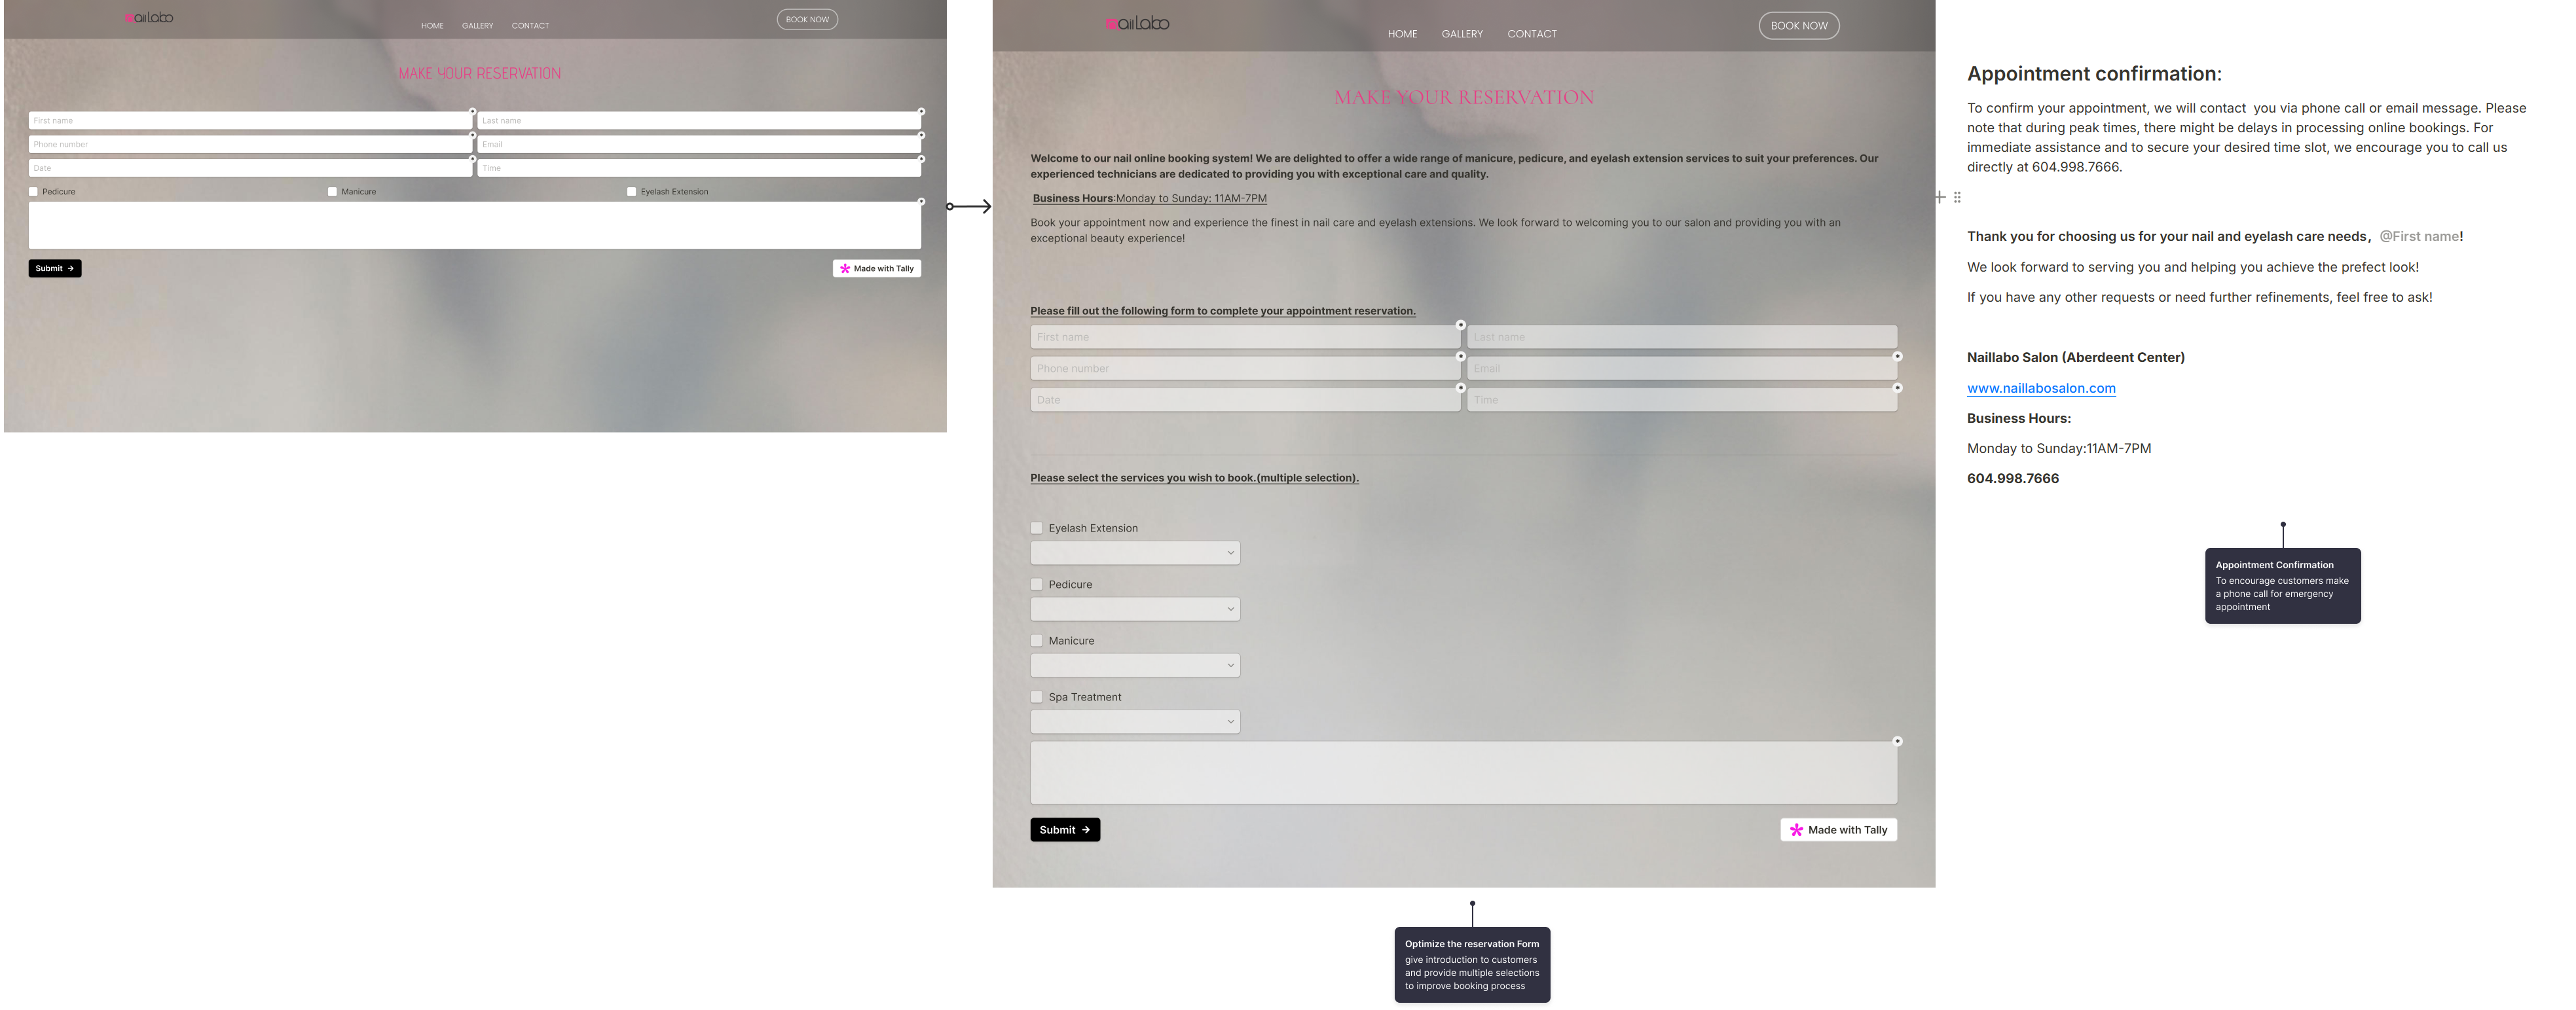 naillabo
HOME GALLERY CONTACT
BOOK NOW
MAKE YOUR RESERVATION
First name
Last name
Phone number
Email
Date
Time
Pedicure
Manicure
Eyelash Extension
Submit →
Made with Tally
naillabo
HOME GALLERY CONTACT
BOOK NOW
MAKE YOUR RESERVATION
Welcome to our nail online booking system! We are delighted to offer a wide range of manicure, pedicure, and eyelash extension services to suit your preferences. Our
experienced technicians are dedicated to providing you with exceptional care and quality.
Business Hours:Monday to Sunday: 11AM-7PM
Book your appointment now and experience the finest in nail care and eyelash extensions. We look forward to welcoming you to our salon and providing you with an
exceptional beauty experience!
Please fill out the following form to complete your appointment reservation.
First name
Last name
Phone number
Email
Date
Time
Please select the services you wish to book.(multiple selection).
Eyelash Extension
Pedicure
Manicure
Spa Treatment
Submit →
Made with Tally
Optimize the reservation Form
give introduction to customers
and provide multiple selections
to improve booking process
Appointment confirmation:
To confirm your appointment, we will contact  you via phone call or email message. Please
note that during peak times, there might be delays in processing online bookings. For
immediate assistance and to secure your desired time slot, we encourage you to call us
directly at 604.998.7666.
Thank you for choosing us for your nail and eyelash care needs，@First name!
We look forward to serving you and helping you achieve the prefect look!
If you have any other requests or need further refinements, feel free to ask!
Naillabo Salon (Aberdeent Center)
www.naillabosalon.com
Business Hours:
Monday to Sunday:11AM-7PM
604.998.7666
Appointment Confirmation
To encourage customers make
a phone call for emergency
appointment